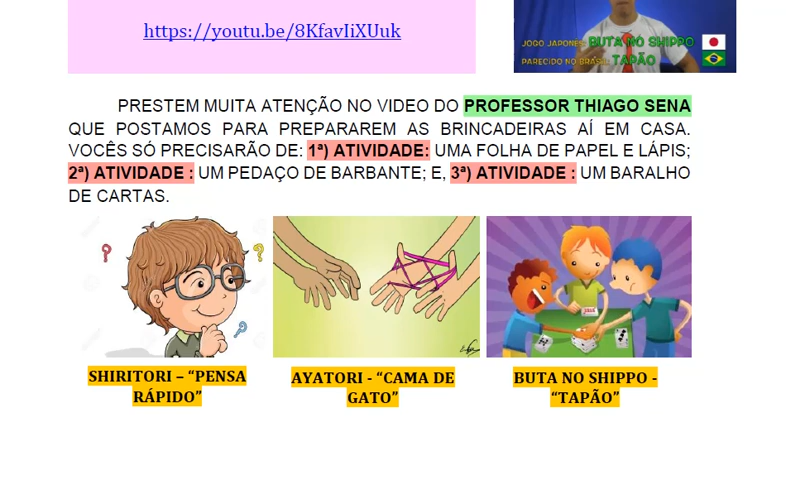 https://youtu.be/8KfavIiXUuk
JOGO JAPONES: BUTA NO SHIPPO
PARECIDO NO BRASIL: TAPÃO
PRESTEM MUITA ATENÇÃO NO VIDEO DO PROFESSOR THIAGO SENA
QUE POSTAMOS PARA PREPARAREM AS BRINCADEIRAS AÍ EM CASA.
VOCÊS SÓ PRECISARÃO DE: 1ª) ATIVIDADE: UMA FOLHA DE PAPEL E LÁPIS;
2ª) ATIVIDADE : UM PEDAÇO DE BARBANTE; E, 3ª) ATIVIDADE : UM BARALHO
DE CARTAS.
SHIRITORI – “PENSA
RÁPIDO”
AYATORI - “CAMA DE
GATO”
BUTA NO SHIPPO -
“TAPÃO”